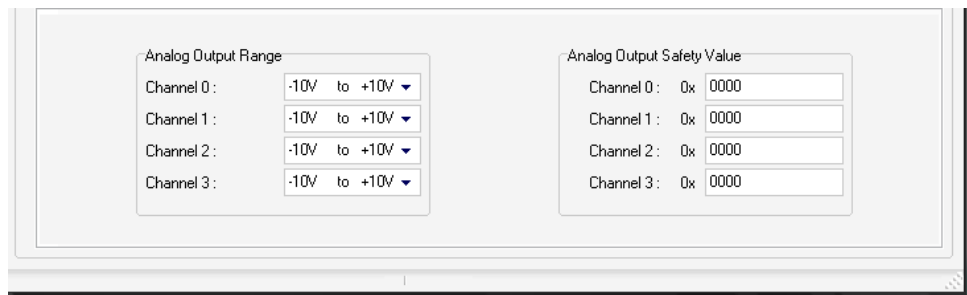 Analog Output Range
Channel 0 : -10V to +10V
Channel 1 : -10V to +10V
Channel 2 : -10V to +10V
Channel 3 : -10V to +10V
Analog Output Safety Value
Channel 0 : 0x 0000
Channel 1 : 0x 0000
Channel 2 : 0x 0000
Channel 3 : 0x 0000